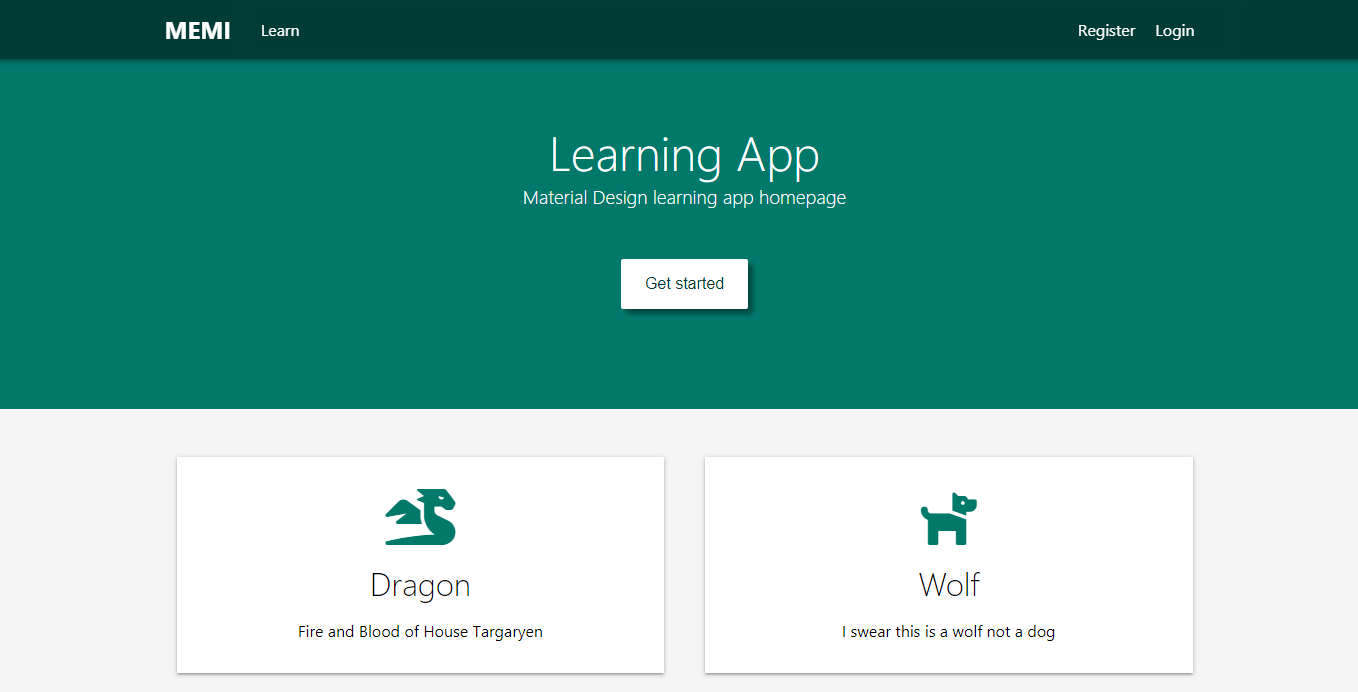 MEMI Learn Register Login
Learning App
Material Design learning app homepage
Get started
Dragon
Fire and Blood of House Targaryen
Wolf
I swear this is a wolf not a dog